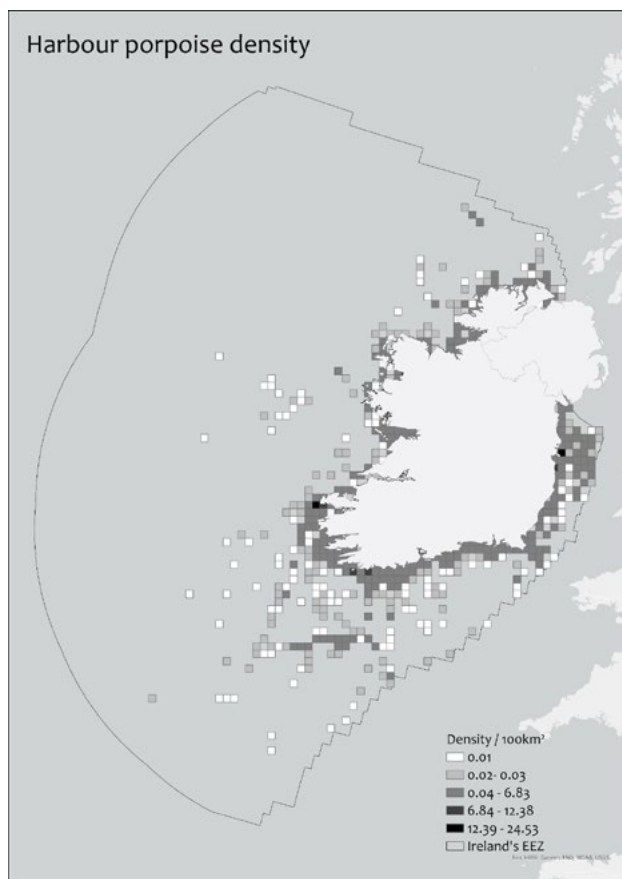 Harbour porpoise density
Density / 100km²
0.01
0.02- 0.03
0.04 - 6.83
6.84 - 12.38
12.39 - 24.53
Ireland's EEZ